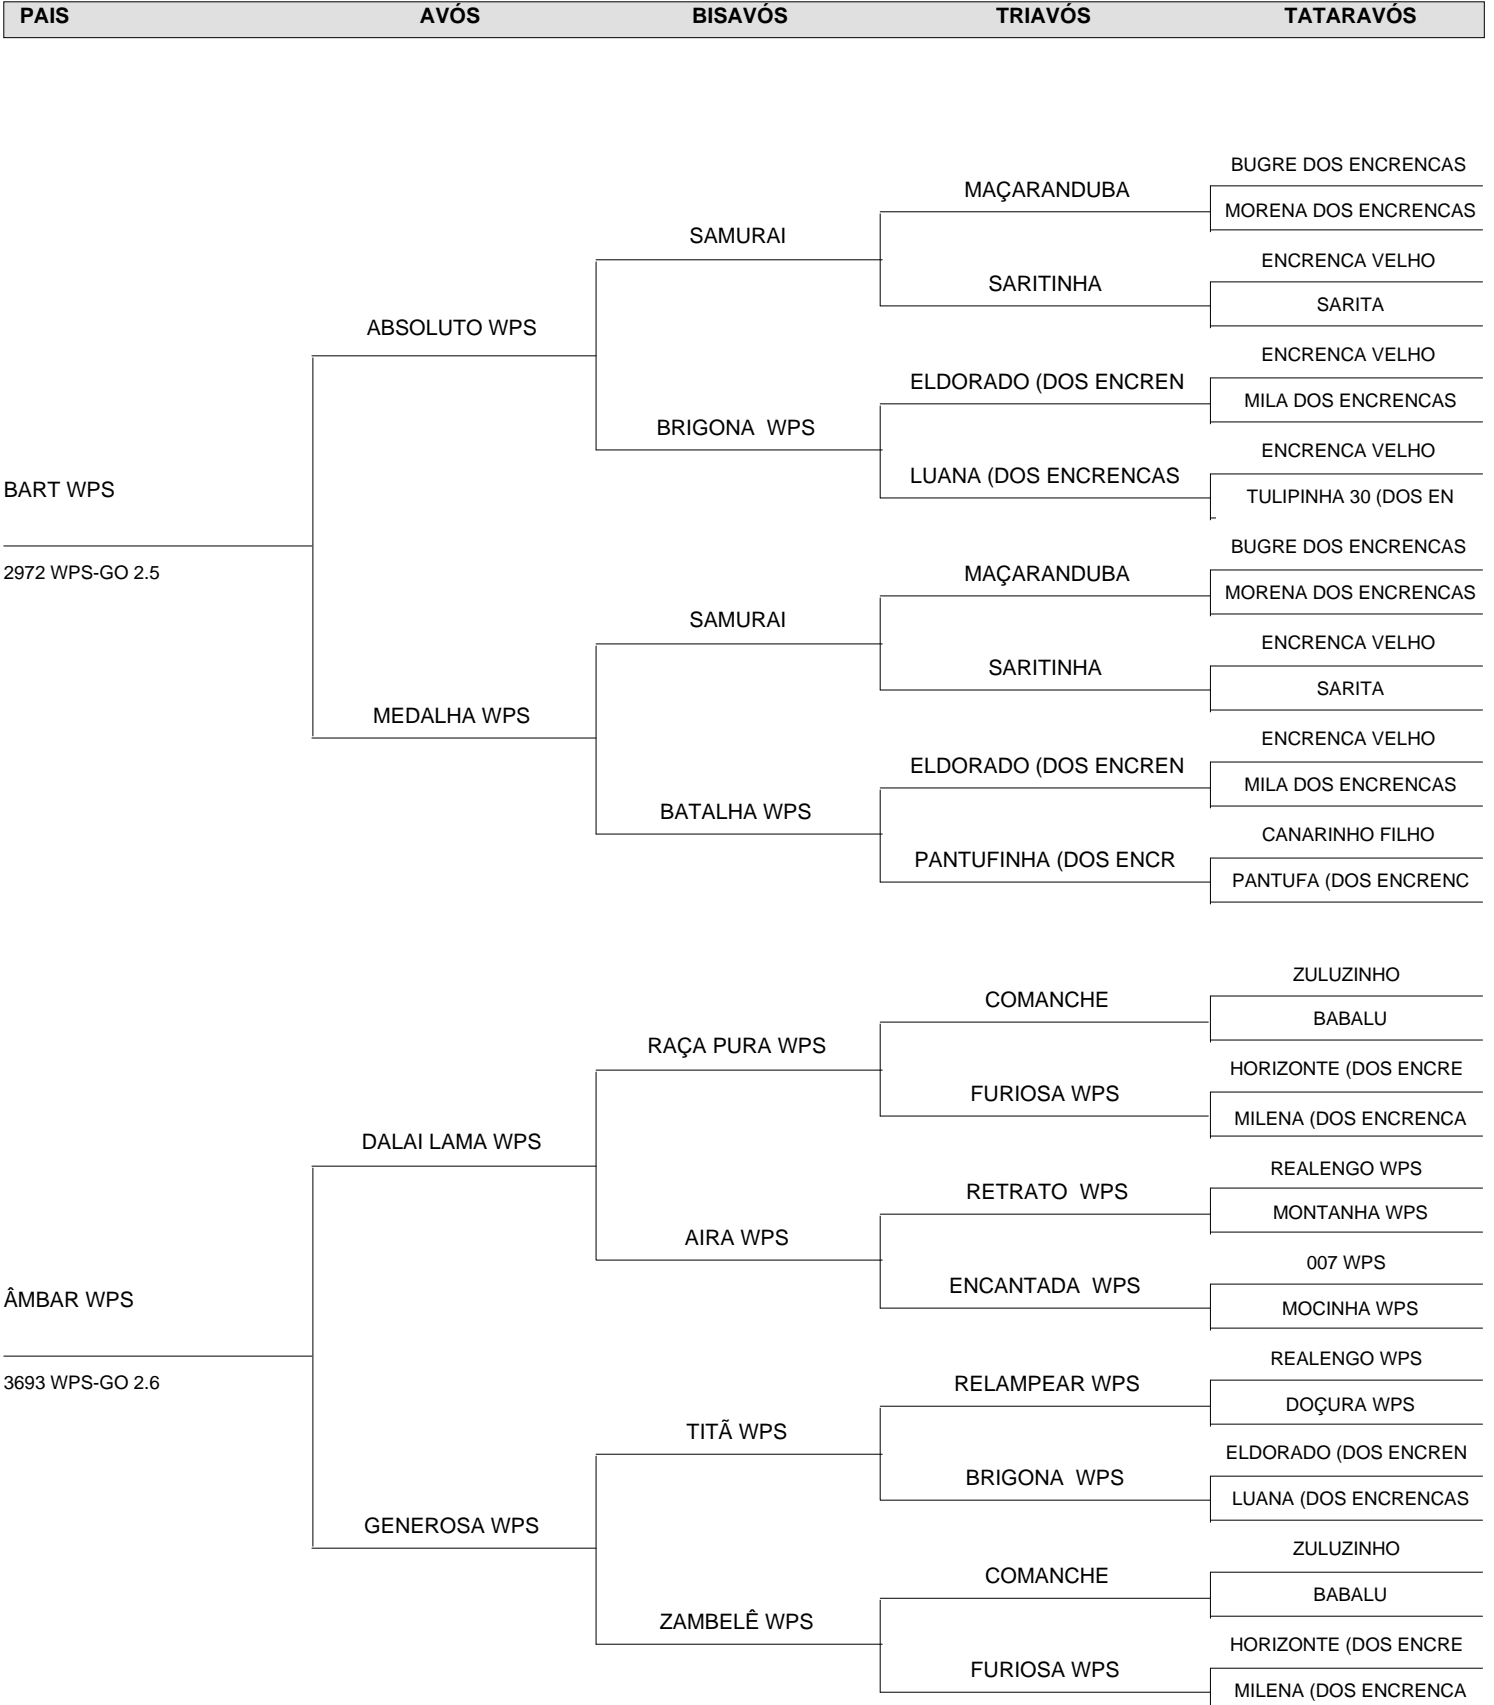 PAIS AVÓS BISAVÓS TRIAVÓS TATARAVÓS
BUGRE DOS ENCRENCAS
MAÇARANDUBA
MORENA DOS ENCRENCAS
SAMURAI
ENCRENCA VELHO
SARITINHA
SARITA
ABSOLUTO WPS
ENCRENCA VELHO
ELDORADO (DOS ENCREN
MILA DOS ENCRENCAS
BRIGONA  WPS
ENCRENCA VELHO
LUANA (DOS ENCRENCAS
BART WPS
TULIPINHA 30 (DOS EN
BUGRE DOS ENCRENCAS
2972 WPS-GO 2.5
MAÇARANDUBA
MORENA DOS ENCRENCAS
SAMURAI
ENCRENCA VELHO
SARITINHA
SARITA
MEDALHA WPS
ENCRENCA VELHO
ELDORADO (DOS ENCREN
MILA DOS ENCRENCAS
BATALHA WPS
CANARINHO FILHO
PANTUFINHA (DOS ENCR
PANTUFA (DOS ENCRENC
ZULUZINHO
COMANCHE
BABALU
RAÇA PURA WPS
HORIZONTE (DOS ENCRE
FURIOSA WPS
MILENA (DOS ENCRENCA
DALAI LAMA WPS
REALENGO WPS
RETRATO  WPS
MONTANHA WPS
AIRA WPS
007 WPS
ENCANTADA  WPS
ÂMBAR WPS
MOCINHA WPS
REALENGO WPS
3693 WPS-GO 2.6
RELAMPEAR WPS
DOÇURA WPS
TITÃ WPS
ELDORADO (DOS ENCREN
BRIGONA  WPS
LUANA (DOS ENCRENCAS
GENEROSA WPS
ZULUZINHO
COMANCHE
BABALU
ZAMBELÊ WPS
HORIZONTE (DOS ENCRE
FURIOSA WPS
MILENA (DOS ENCRENCA